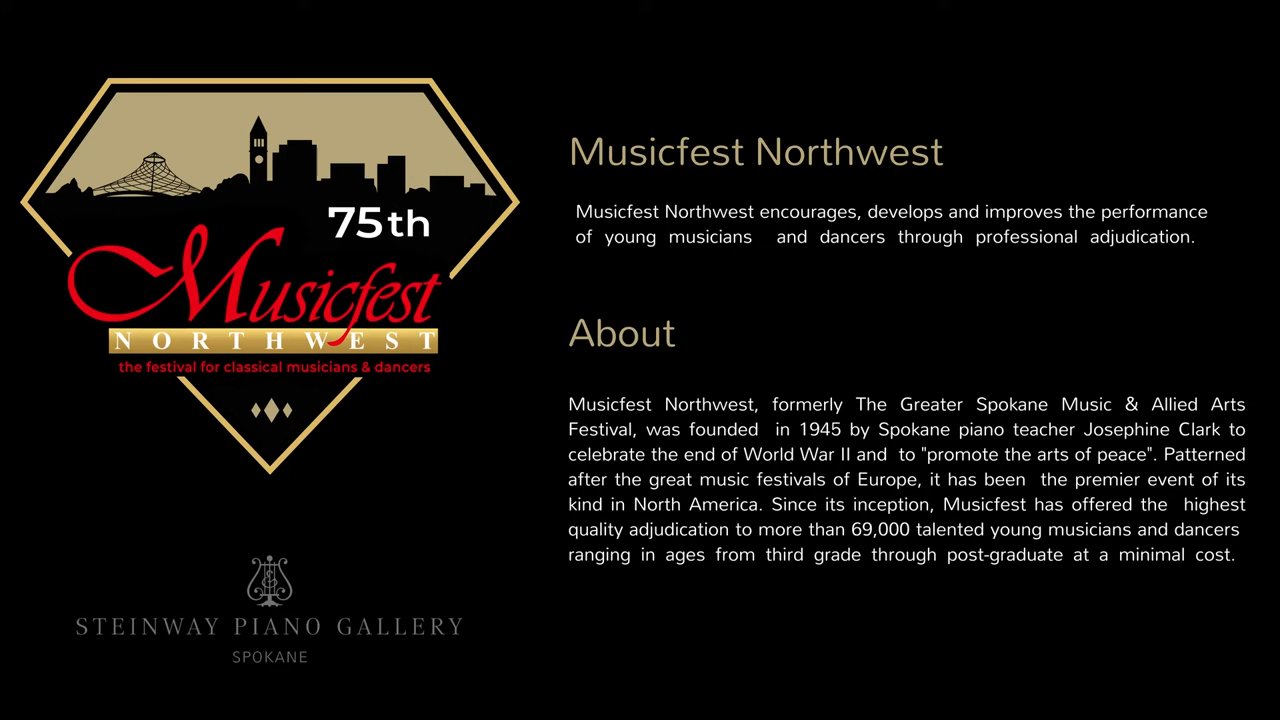 75th
Musicfest
NORTHWEST
the festival for classical musicians & dancers
STEINWAY PIANO GALLERY
SPOKANE
Musicfest Northwest
Musicfest Northwest encourages, develops and improves the performance
of young musicians and dancers through professional adjudication.
About
Musicfest Northwest, formerly The Greater Spokane Music & Allied Arts
Festival, was founded in 1945 by Spokane piano teacher Josephine Clark to
celebrate the end of World War II and to "promote the arts of peace". Patterned
after the great music festivals of Europe, it has been the premier event of its
kind in North America. Since its inception, Musicfest has offered the highest
quality adjudication to more than 69,000 talented young musicians and dancers
ranging in ages from third grade through post-graduate at a minimal cost.